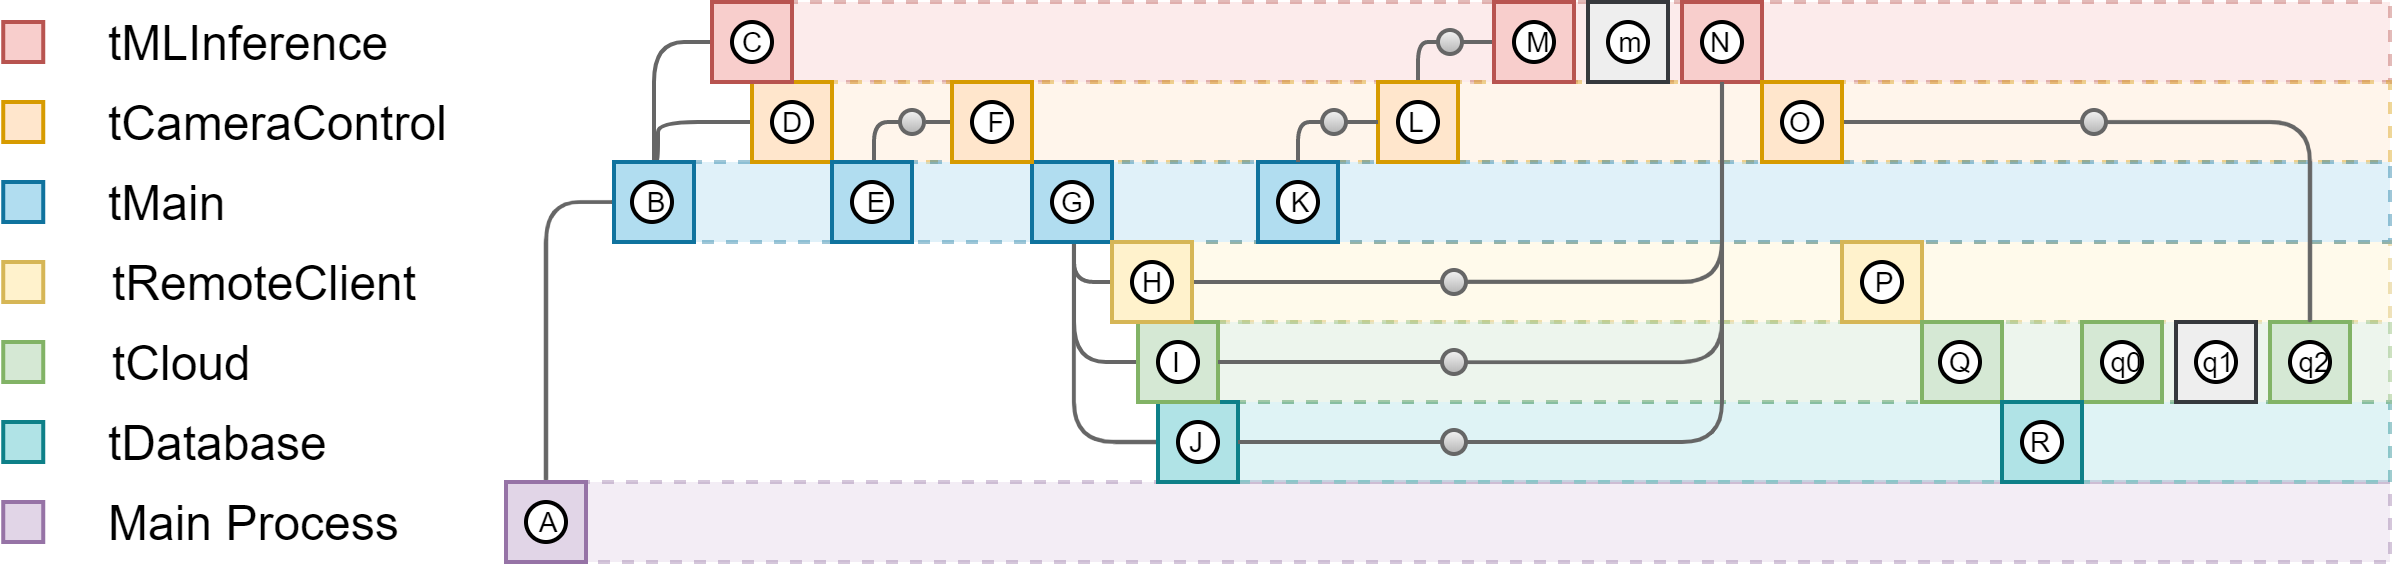 tMLInference C M m N
tCameraControl D F L O
tMain B E G K
tRemoteClient H P
tCloud I Q q0 q1 q2
tDatabase J R
Main Process A